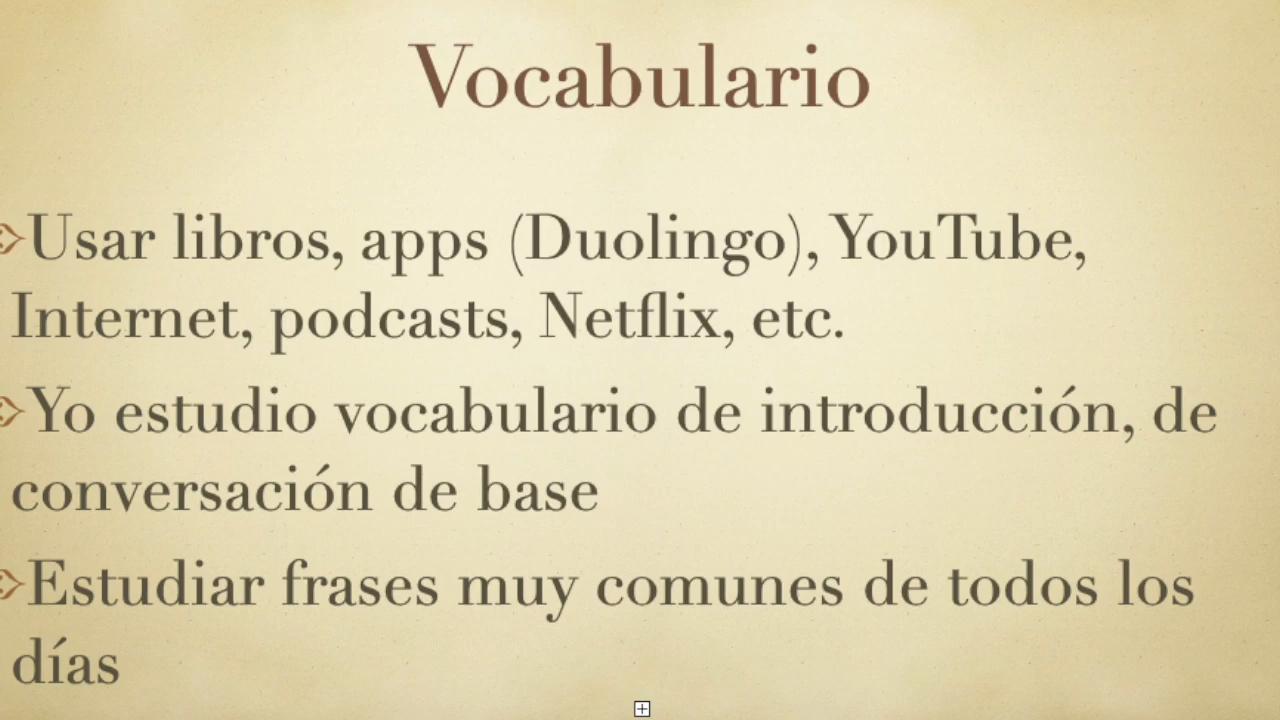 Vocabulario
Usar libros, apps (Duolingo), YouTube,
Internet, podcasts, Netflix, etc.
Yo estudio vocabulario de introducción, de
conversación de base
Estudiar frases muy comunes de todos los
días